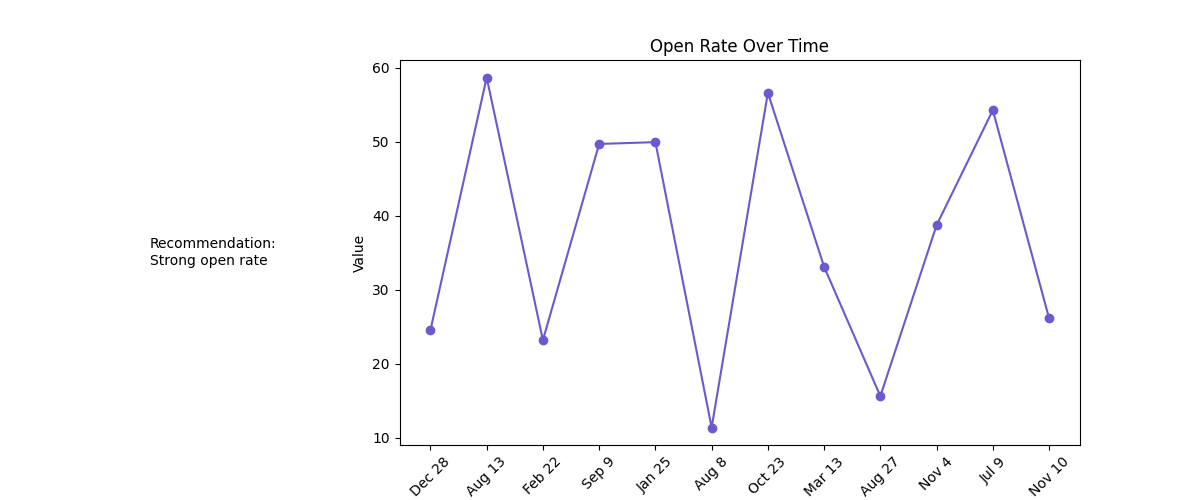 Open Rate Over Time
Recommendation:
Strong open rate
Value
60
50
40
30
20
10
Dec 28
Aug 13
Feb 22
Sep 9
Jan 25
Aug 8
Oct 23
Mar 13
Aug 27
Nov 4
Jul 9
Nov 10